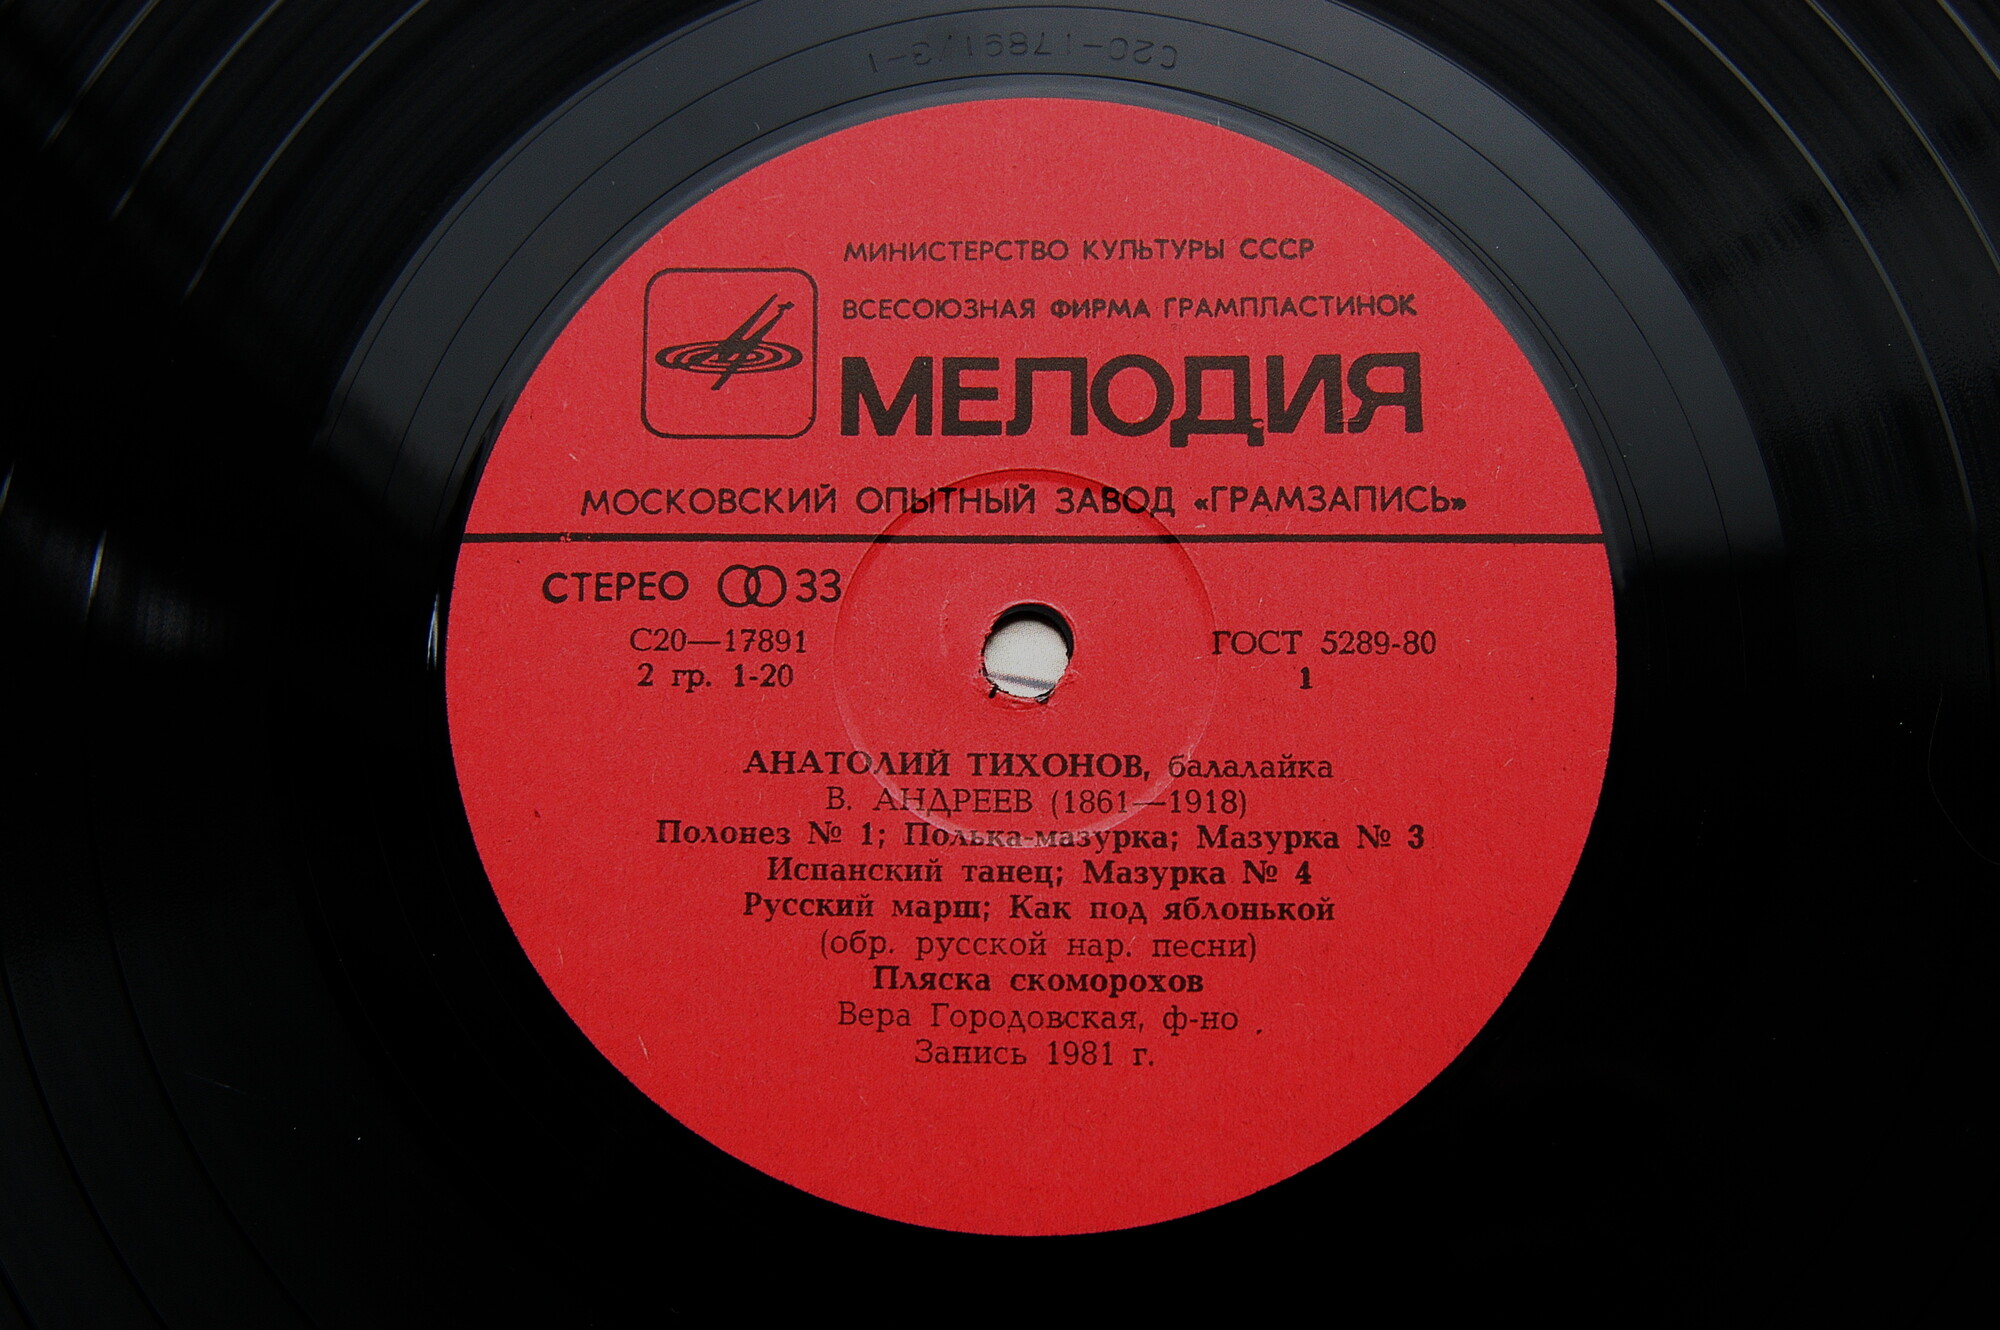 С20-17891/3-1
МИНИСТЕРСТВО КУЛЬТУРЫ СССР
ВСЕСОЮЗНАЯ ФИРМА ГРАМПЛАСТИНОК
МЕЛОДИЯ
МОСКОВСКИЙ ОПЫТНЫЙ ЗАВОД «ГРАМЗАПИСЬ»
СТЕРЕО 33
С20—17891
2 гр. 1-20
ГОСТ 5289-80
1
АНАТОЛИЙ ТИХОНОВ, балалайка
В. АНДРЕЕВ (1861—1918)
Полонез № 1; Полька-мазурка; Мазурка № 3
Испанский танец; Мазурка № 4
Русский марш; Как под яблонькой
(обр. русской нар. песни)
Пляска скоморохов
Вера Городовская, ф-но
Запись 1981 г.